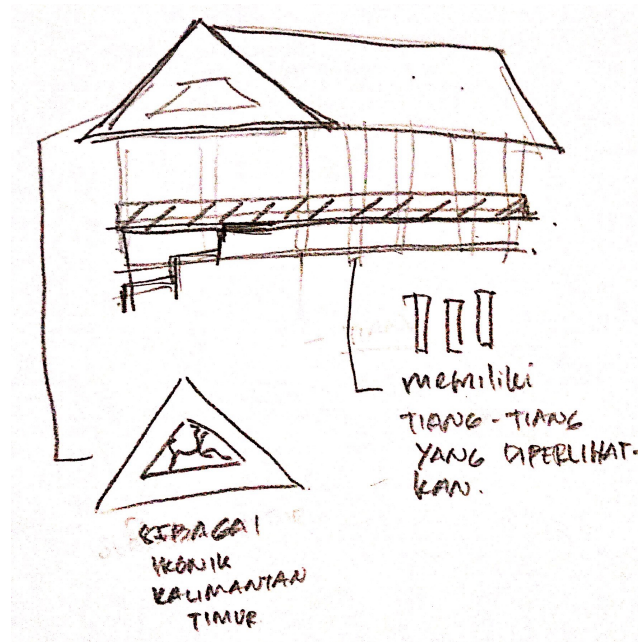 memiliki
TIANG-TIANG
YANG DIPERLIHAT-
KAN.
SEBAGAI
IKONIK
KALIMANTAN
TIMUR